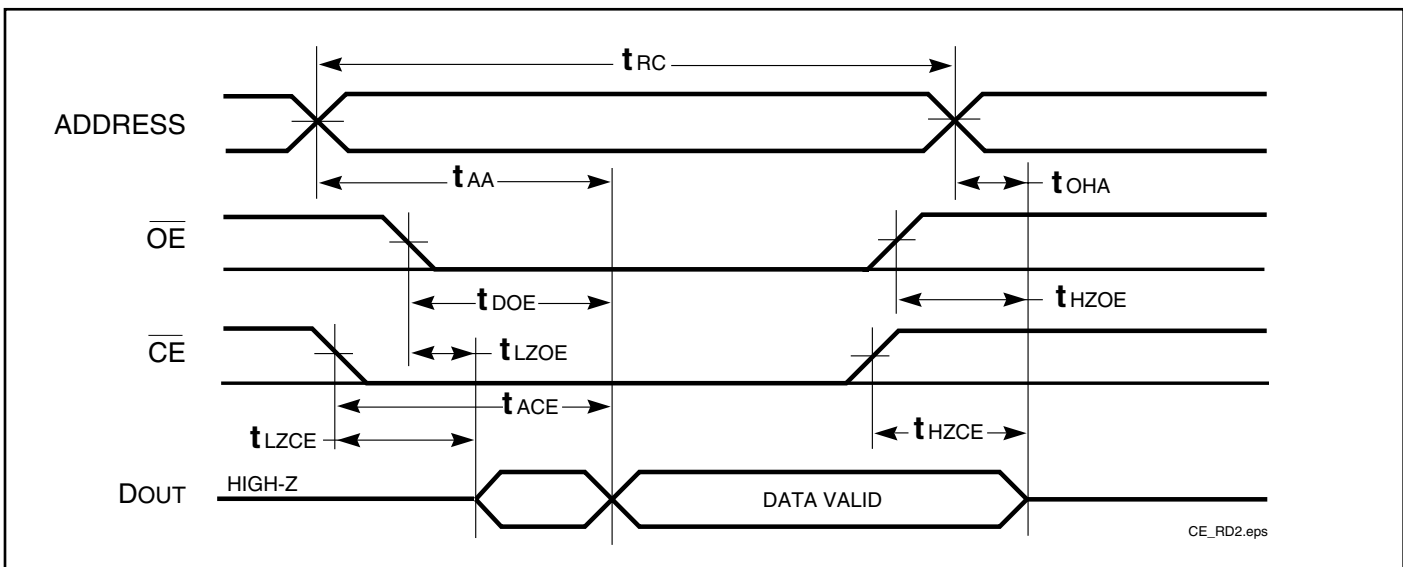 tRC
ADDRESS
tAA
tOHA
OE
tDOE
tHZOE
CE
tLZOE
tACE
tLZCE
tHZCE
DOUT
HIGH-Z
DATA VALID
CE_RD2.eps